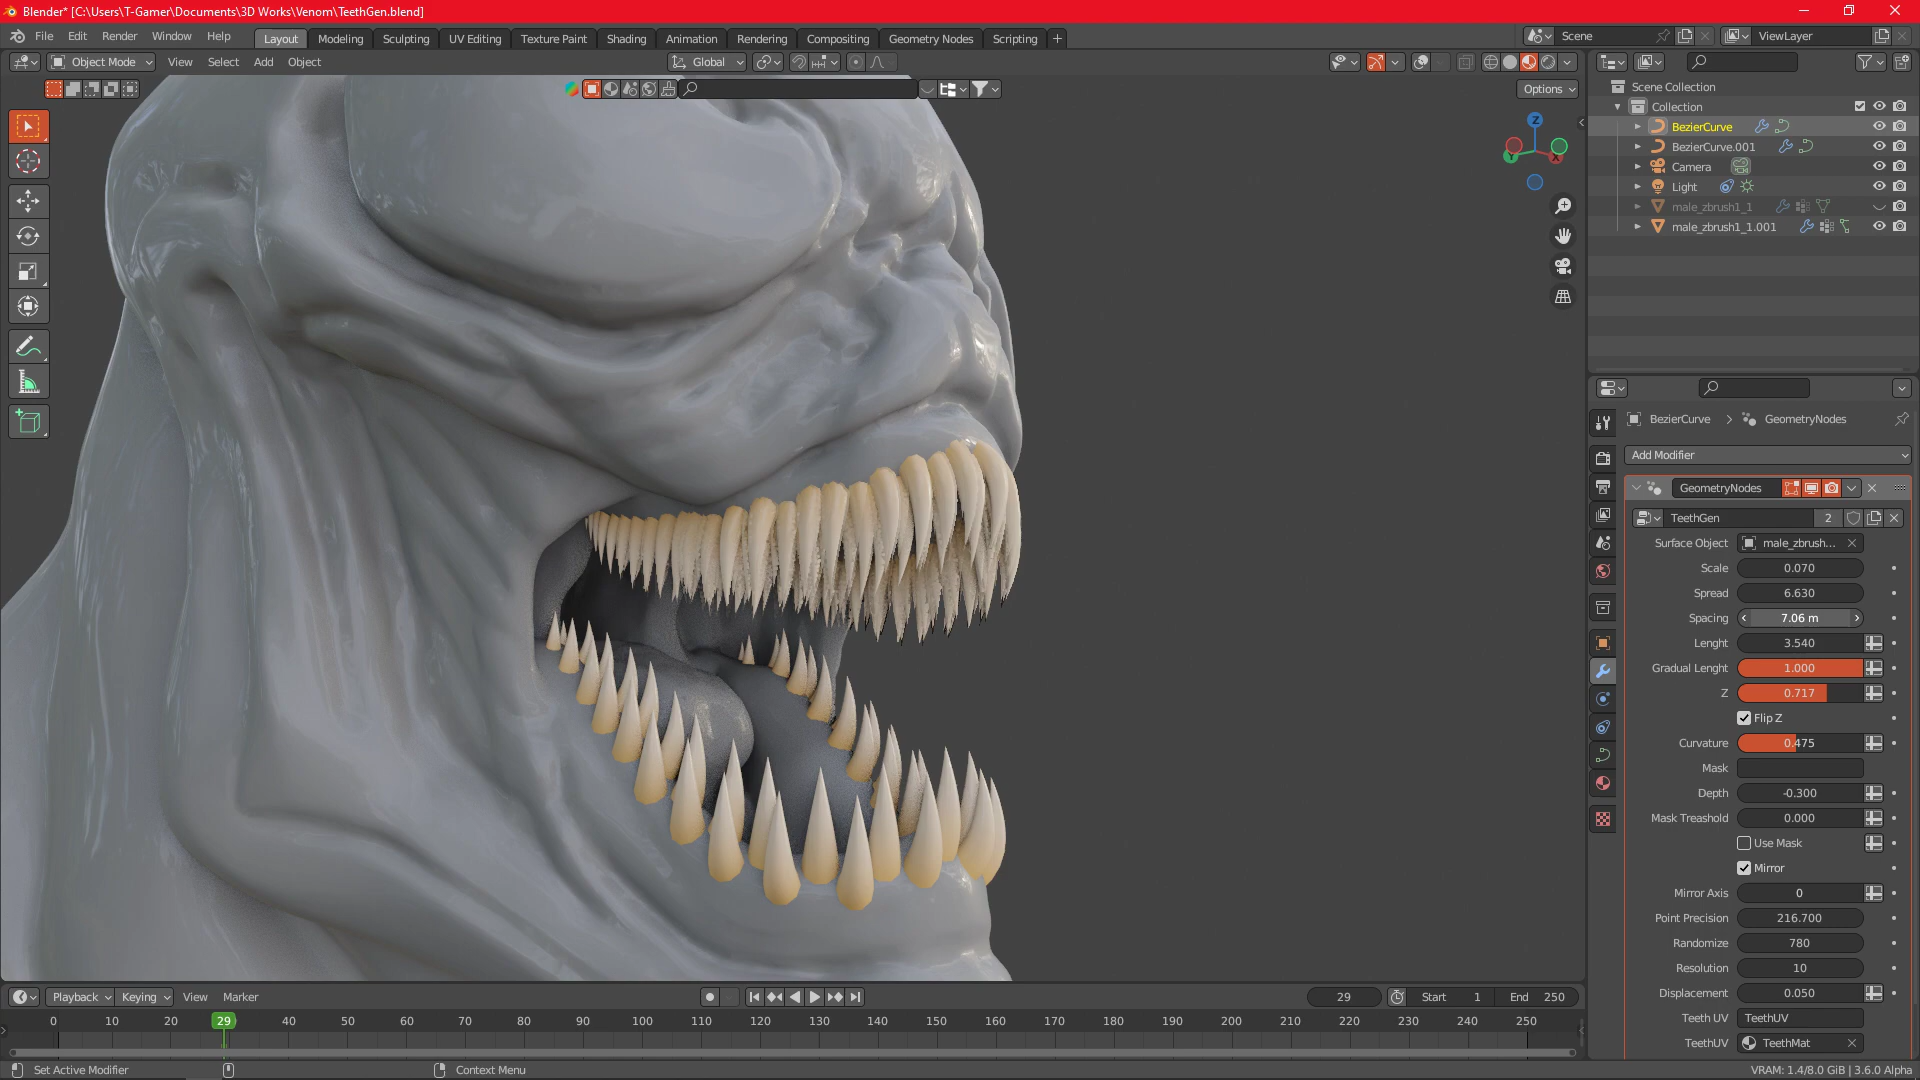 Blender* [C:\Users\T-Gamer\Documents\3D Works\Venom\TeethGen.blend]
File Edit Render Window Help Layout Modeling Sculpting UV Editing Texture Paint Shading Animation Rendering Compositing Geometry Nodes Scripting + Scene ViewLayer
Object Mode View Select Add Object Global
Options
Scene Collection
Collection
BezierCurve
BezierCurve.001
Camera
Light
male_zbrush1_1
male_zbrush1_1.001
Z
Y X
BezierCurve > GeometryNodes
Add Modifier
GeometryNodes
TeethGen 2
Surface Object male_zbrush...
Scale 0.070
Spread 6.630
Spacing 7.06 m
Lenght 3.540
Gradual Lenght 1.000
Z 0.717
Flip Z
Curvature 0.475
Mask
Depth -0.300
Mask Treashold 0.000
Use Mask
Mirror
Mirror Axis 0
Point Precision 216.700
Randomize 780
Resolution 10
Displacement 0.050
Teeth UV TeethUV
TeethUV TeethMat
Playback Keying View Marker 29 Start 1 End 250
0 10 20 29 40 50 60 70 80 90 100 110 120 130 140 150 160 170 180 190 200 210 220 230 240 250
Set Active Modifier Context Menu VRAM: 1.4/8.0 GiB | 3.6.0 Alpha